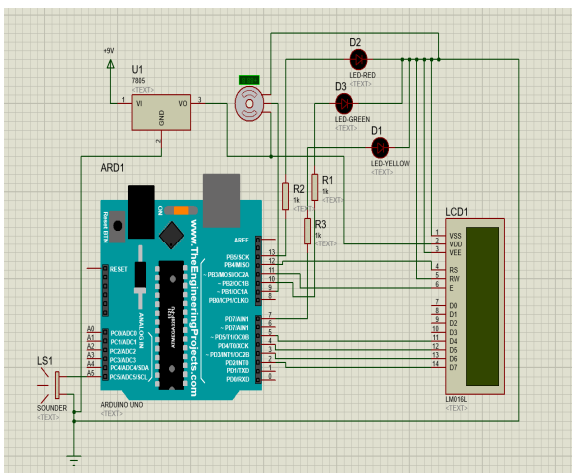 +9V
U1
7805
<TEXT>
1
VI
VO
3
GND
2
D2
LED-RED
<TEXT>
D3
LED-GREEN
<TEXT>
D1
LED-YELLOW
<TEXT>
R2
1k
<TEXT>
R1
1k
<TEXT>
R3
1k
<TEXT>
ARD1
Reset BTN
ON
www.TheEngineeringProjects.com
RESET
ANALOG IN
AREF
PB5/SCK 13
PB4/MISO 12
~PB3/MOSI/OC2A 11
~ PB2/OC1B 10
~ PB1/OC1A 9
PB0/ICP1/CLKO 8
PD7/AIN1 7
~ PD6/AIN0 6
~ PD5/T1/OC0B 5
PD4/T0/XCK 4
~ PD3/INT1/OC2B 3
PD2/INT0 2
PD1/TXD 1
PD0/RXD 0
A0 PC0/ADC0
A1 PC1/ADC1
A2 PC2/ADC2
A3 PC3/ADC3
A4 PC4/ADC4/SDA
A5 PC5/ADC5/SCL
ARDUINO UNO
<TEXT>
LS1
SOUNDER
<TEXT>
LCD1
1 VSS
2 VDD
3 VEE
4 RS
5 RW
6 E
7 D0
8 D1
9 D2
10 D3
11 D4
12 D5
13 D6
14 D7
LM016L
<TEXT>